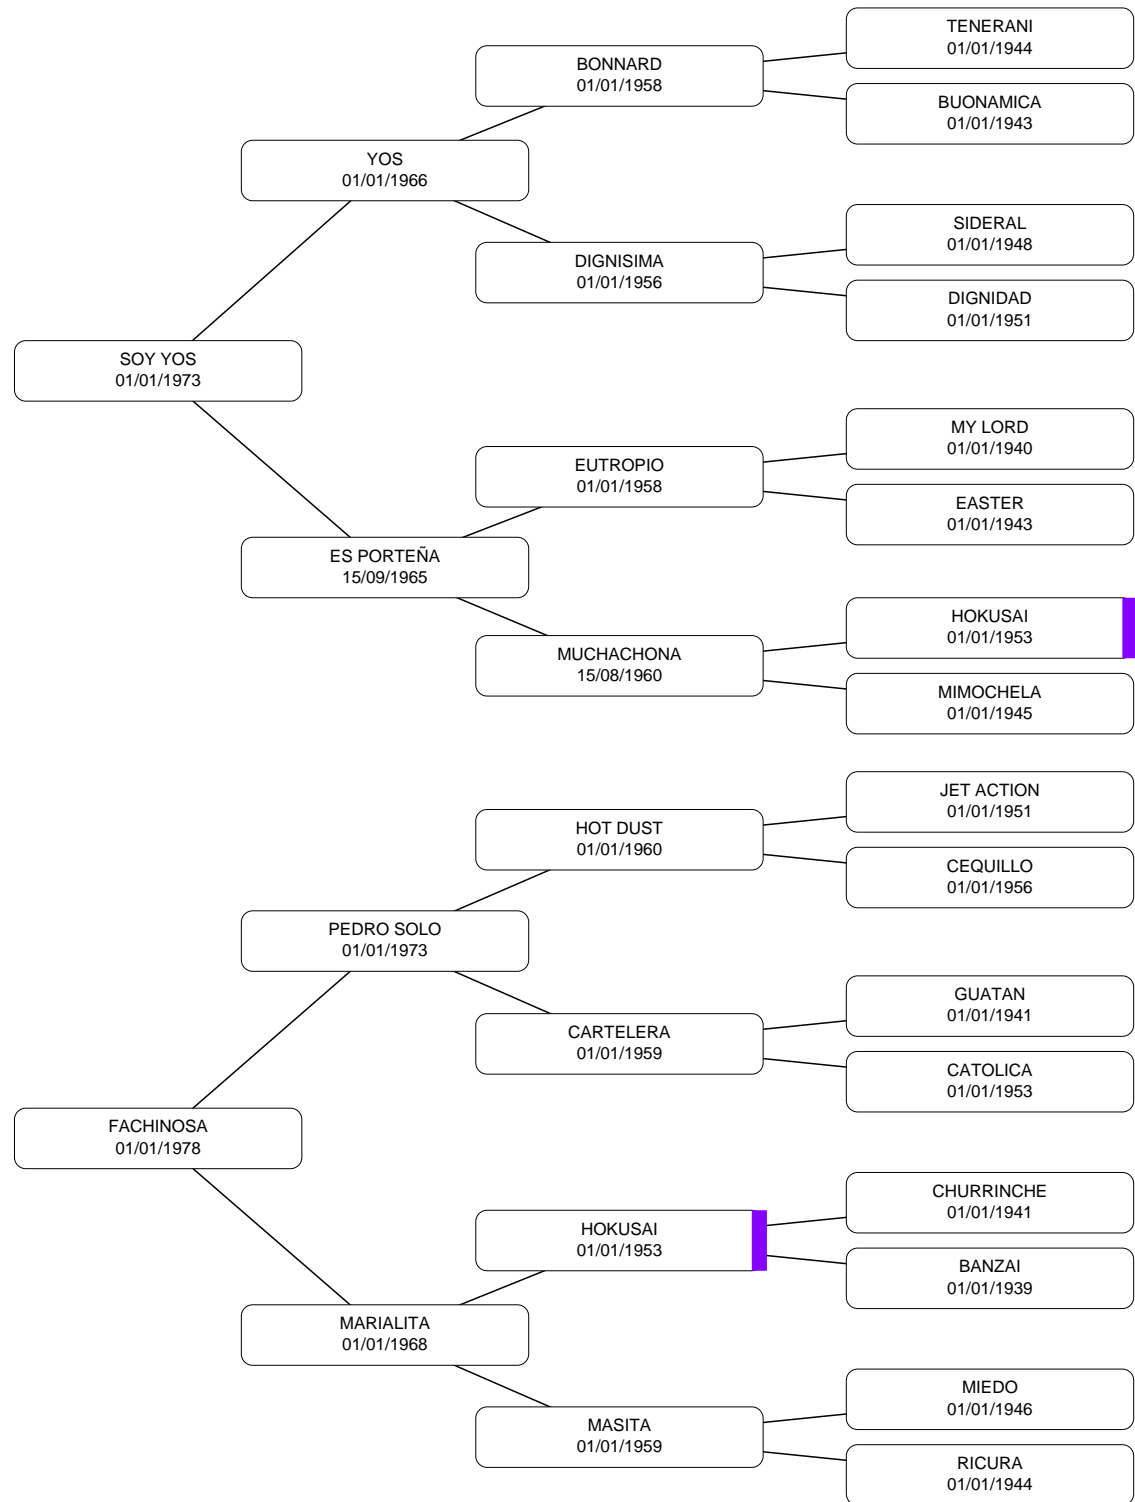 TENERANI
01/01/1944
BONNARD
01/01/1958
BUONAMICA
01/01/1943
YOS
01/01/1966
SIDERAL
01/01/1948
DIGNISIMA
01/01/1956
DIGNIDAD
01/01/1951
SOY YOS
01/01/1973
MY LORD
01/01/1940
EUTROPIO
01/01/1958
EASTER
01/01/1943
ES PORTEÑA
15/09/1965
HOKUSAI
01/01/1953
MUCHACHONA
15/08/1960
MIMOCHELA
01/01/1945
JET ACTION
01/01/1951
HOT DUST
01/01/1960
CEQUILLO
01/01/1956
PEDRO SOLO
01/01/1973
GUATAN
01/01/1941
CARTELERA
01/01/1959
CATOLICA
01/01/1953
FACHINOSA
01/01/1978
CHURRINCHE
01/01/1941
HOKUSAI
01/01/1953
BANZAI
01/01/1939
MARIALITA
01/01/1968
MIEDO
01/01/1946
MASITA
01/01/1959
RICURA
01/01/1944